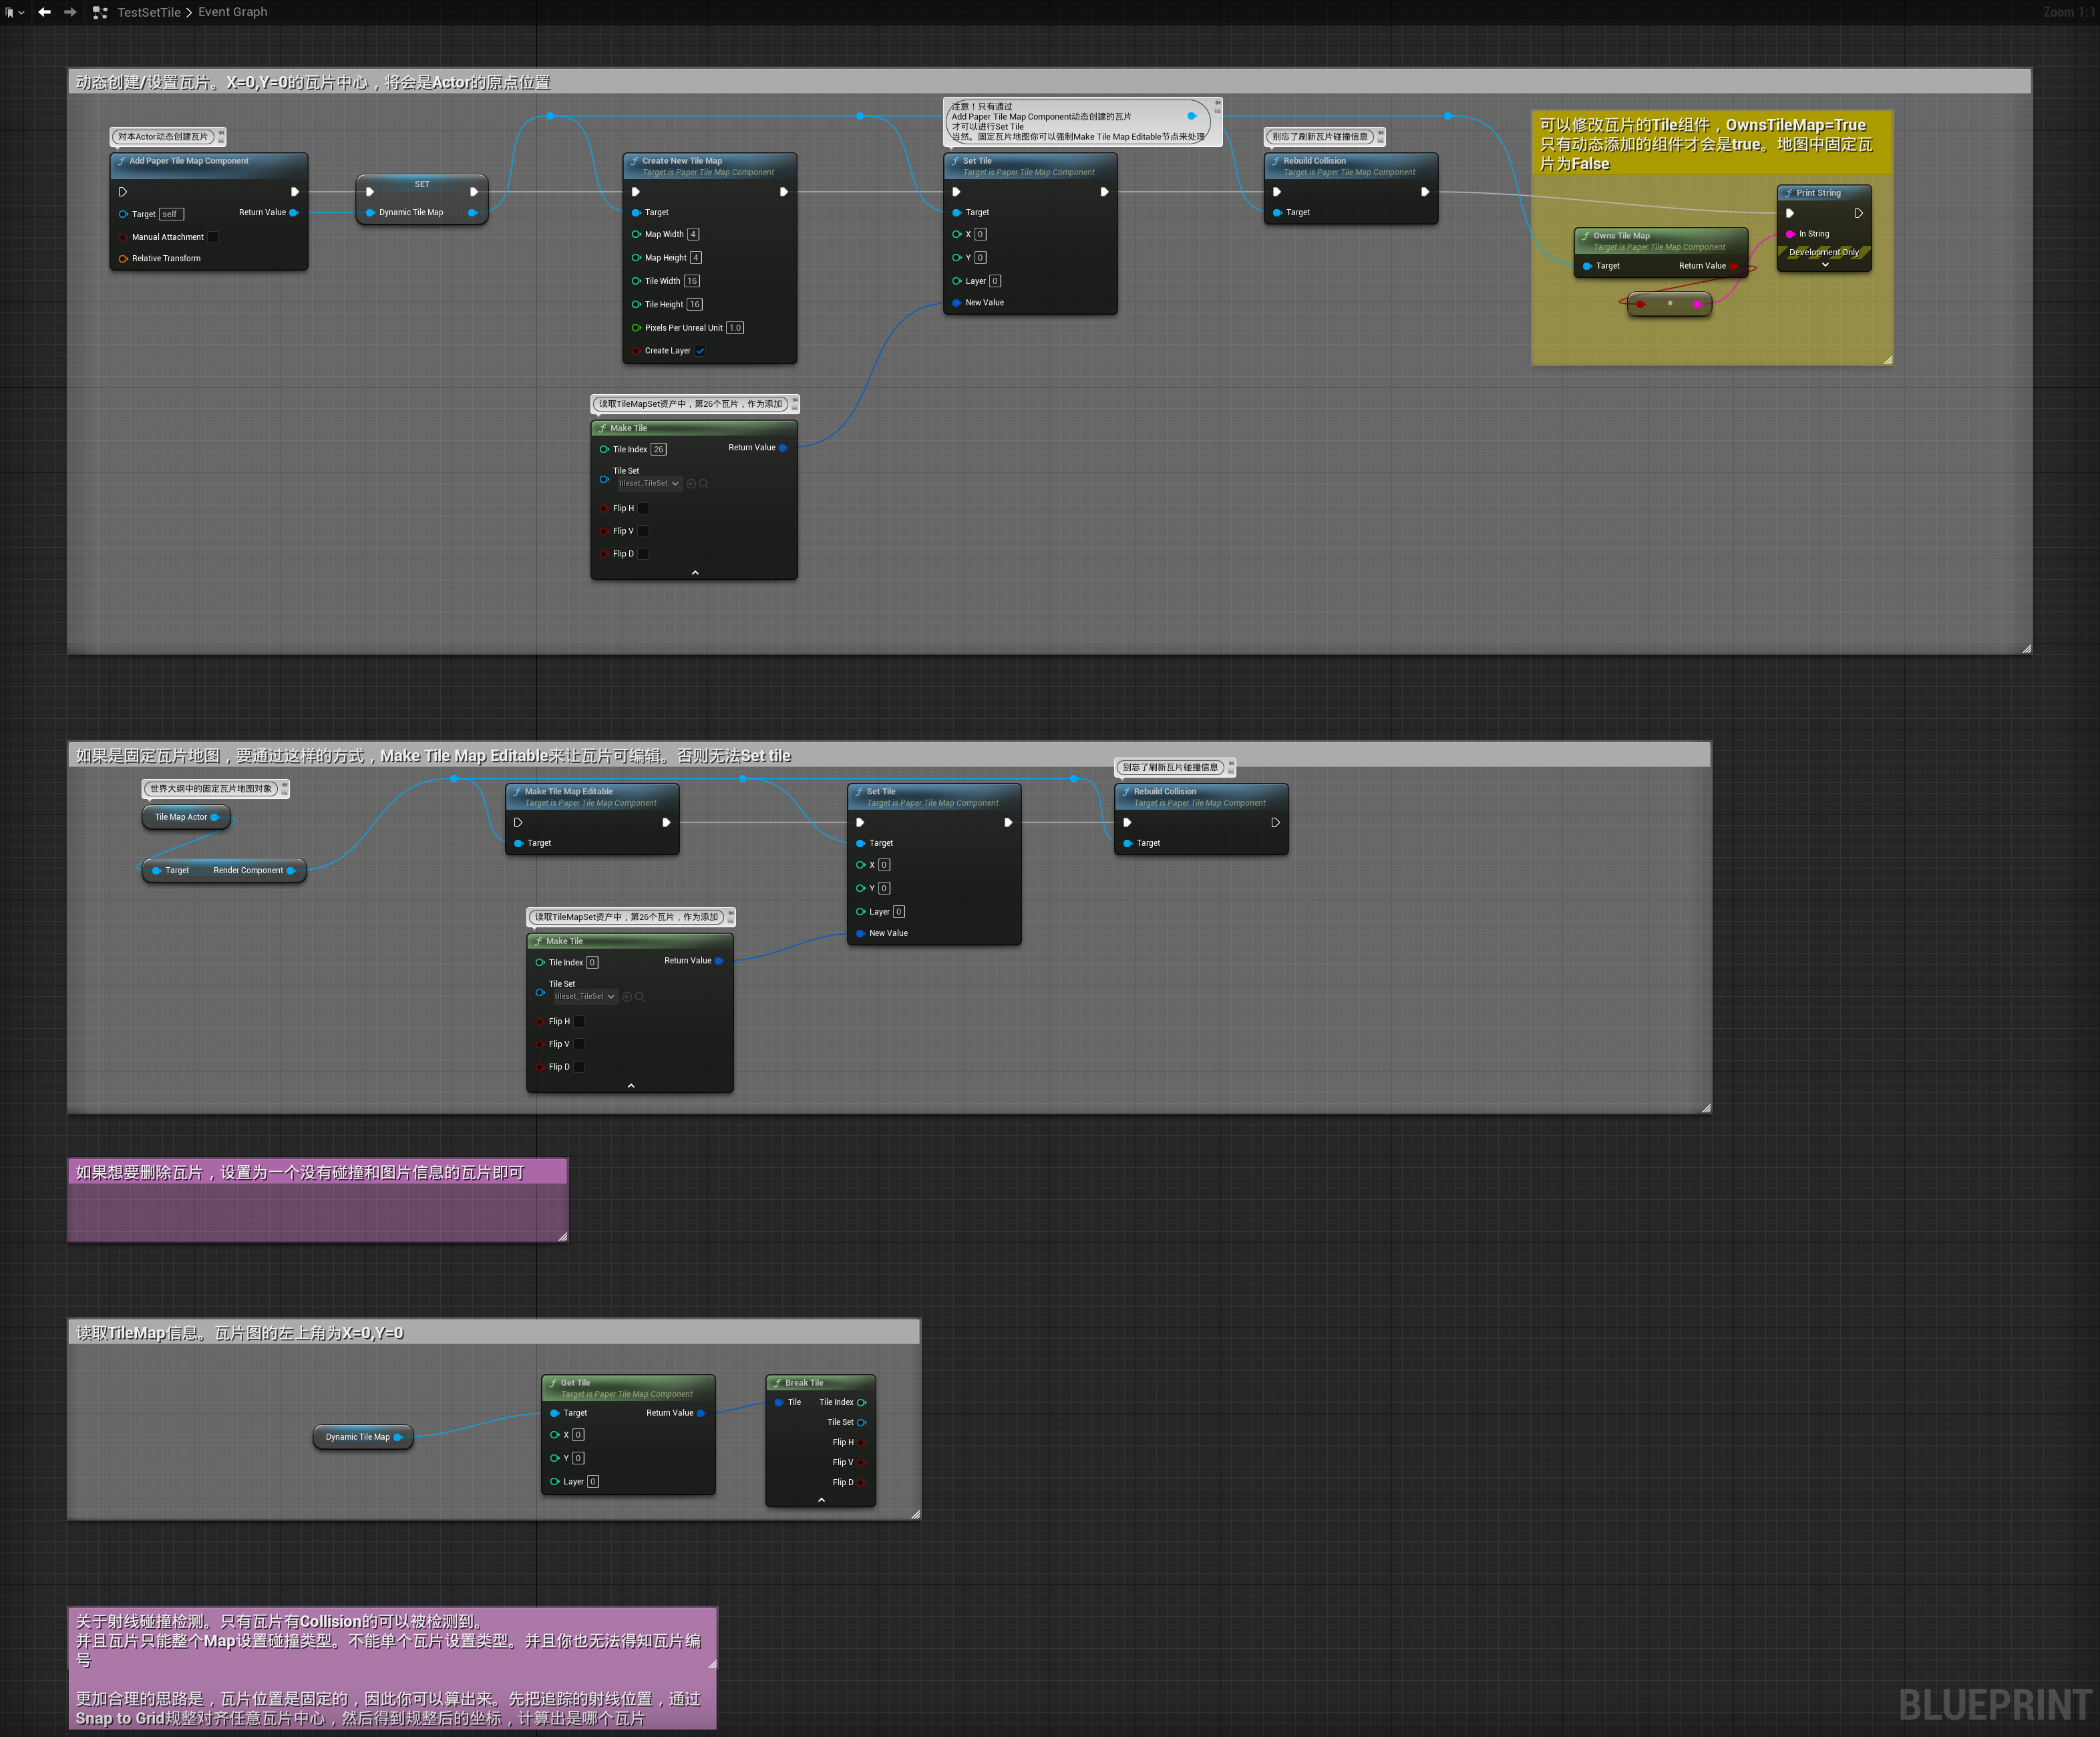 TestSetTile > Event Graph
Zoom 1:1
动态创建/设置瓦片。X=0,Y=0的瓦片中心，将会是Actor的原点位置
对本Actor动态创建瓦片
Add Paper Tile Map Component
Target self
Return Value
Manual Attachment
Relative Transform
SET
Dynamic Tile Map
Create New Tile Map
Target is Paper Tile Map Component
Target
Map Width 4
Map Height 4
Tile Width 16
Tile Height 16
Pixels Per Unreal Unit 1.0
Create Layer
注意！只有通过
Add Paper Tile Map Component动态创建的瓦片
才可以进行Set Tile
当然。固定瓦片地图你可以强制Make Tile Map Editable节点来处理
Set Tile
Target is Paper Tile Map Component
Target
X 0
Y 0
Layer 0
New Value
别忘了刷新瓦片碰撞信息
Rebuild Collision
Target is Paper Tile Map Component
Target
可以修改瓦片的Tile组件，OwnsTileMap=True
只有动态添加的组件才会是true。地图中固定瓦
片为False
Print String
In String
Development Only
Owns Tile Map
Target is Paper Tile Map Component
Target
Return Value
读取TileMapSet资产中，第26个瓦片，作为添加
Make Tile
Tile Index 26
Return Value
Tile Set
tileset_TileSet
Flip H
Flip V
Flip D
如果是固定瓦片地图，要通过这样的方式，Make Tile Map Editable来让瓦片可编辑。否则无法Set tile
世界大纲中的固定瓦片地图对象
Tile Map Actor
Target
Render Component
Make Tile Map Editable
Target is Paper Tile Map Component
Target
Set Tile
Target is Paper Tile Map Component
Target
X 0
Y 0
Layer 0
New Value
别忘了刷新瓦片碰撞信息
Rebuild Collision
Target is Paper Tile Map Component
Target
读取TileMapSet资产中，第26个瓦片，作为添加
Make Tile
Tile Index 0
Return Value
Tile Set
tileset_TileSet
Flip H
Flip V
Flip D
如果想要删除瓦片，设置为一个没有碰撞和图片信息的瓦片即可
读取TileMap信息。瓦片图的左上角为X=0,Y=0
Dynamic Tile Map
Get Tile
Target is Paper Tile Map Component
Target
Return Value
X 0
Y 0
Layer 0
Break Tile
Tile
Tile Index
Tile Set
Flip H
Flip V
Flip D
关于射线碰撞检测。只有瓦片有Collision的可以被检测到。
并且瓦片只能整个Map设置碰撞类型。不能单个瓦片设置类型。并且你也无法得知瓦片编
号
更加合理的思路是，瓦片位置是固定的，因此你可以算出来。先把追踪的射线位置，通过
Snap to Grid规整对齐任意瓦片中心，然后得到规整后的坐标，计算出是哪个瓦片
BLUEPRINT